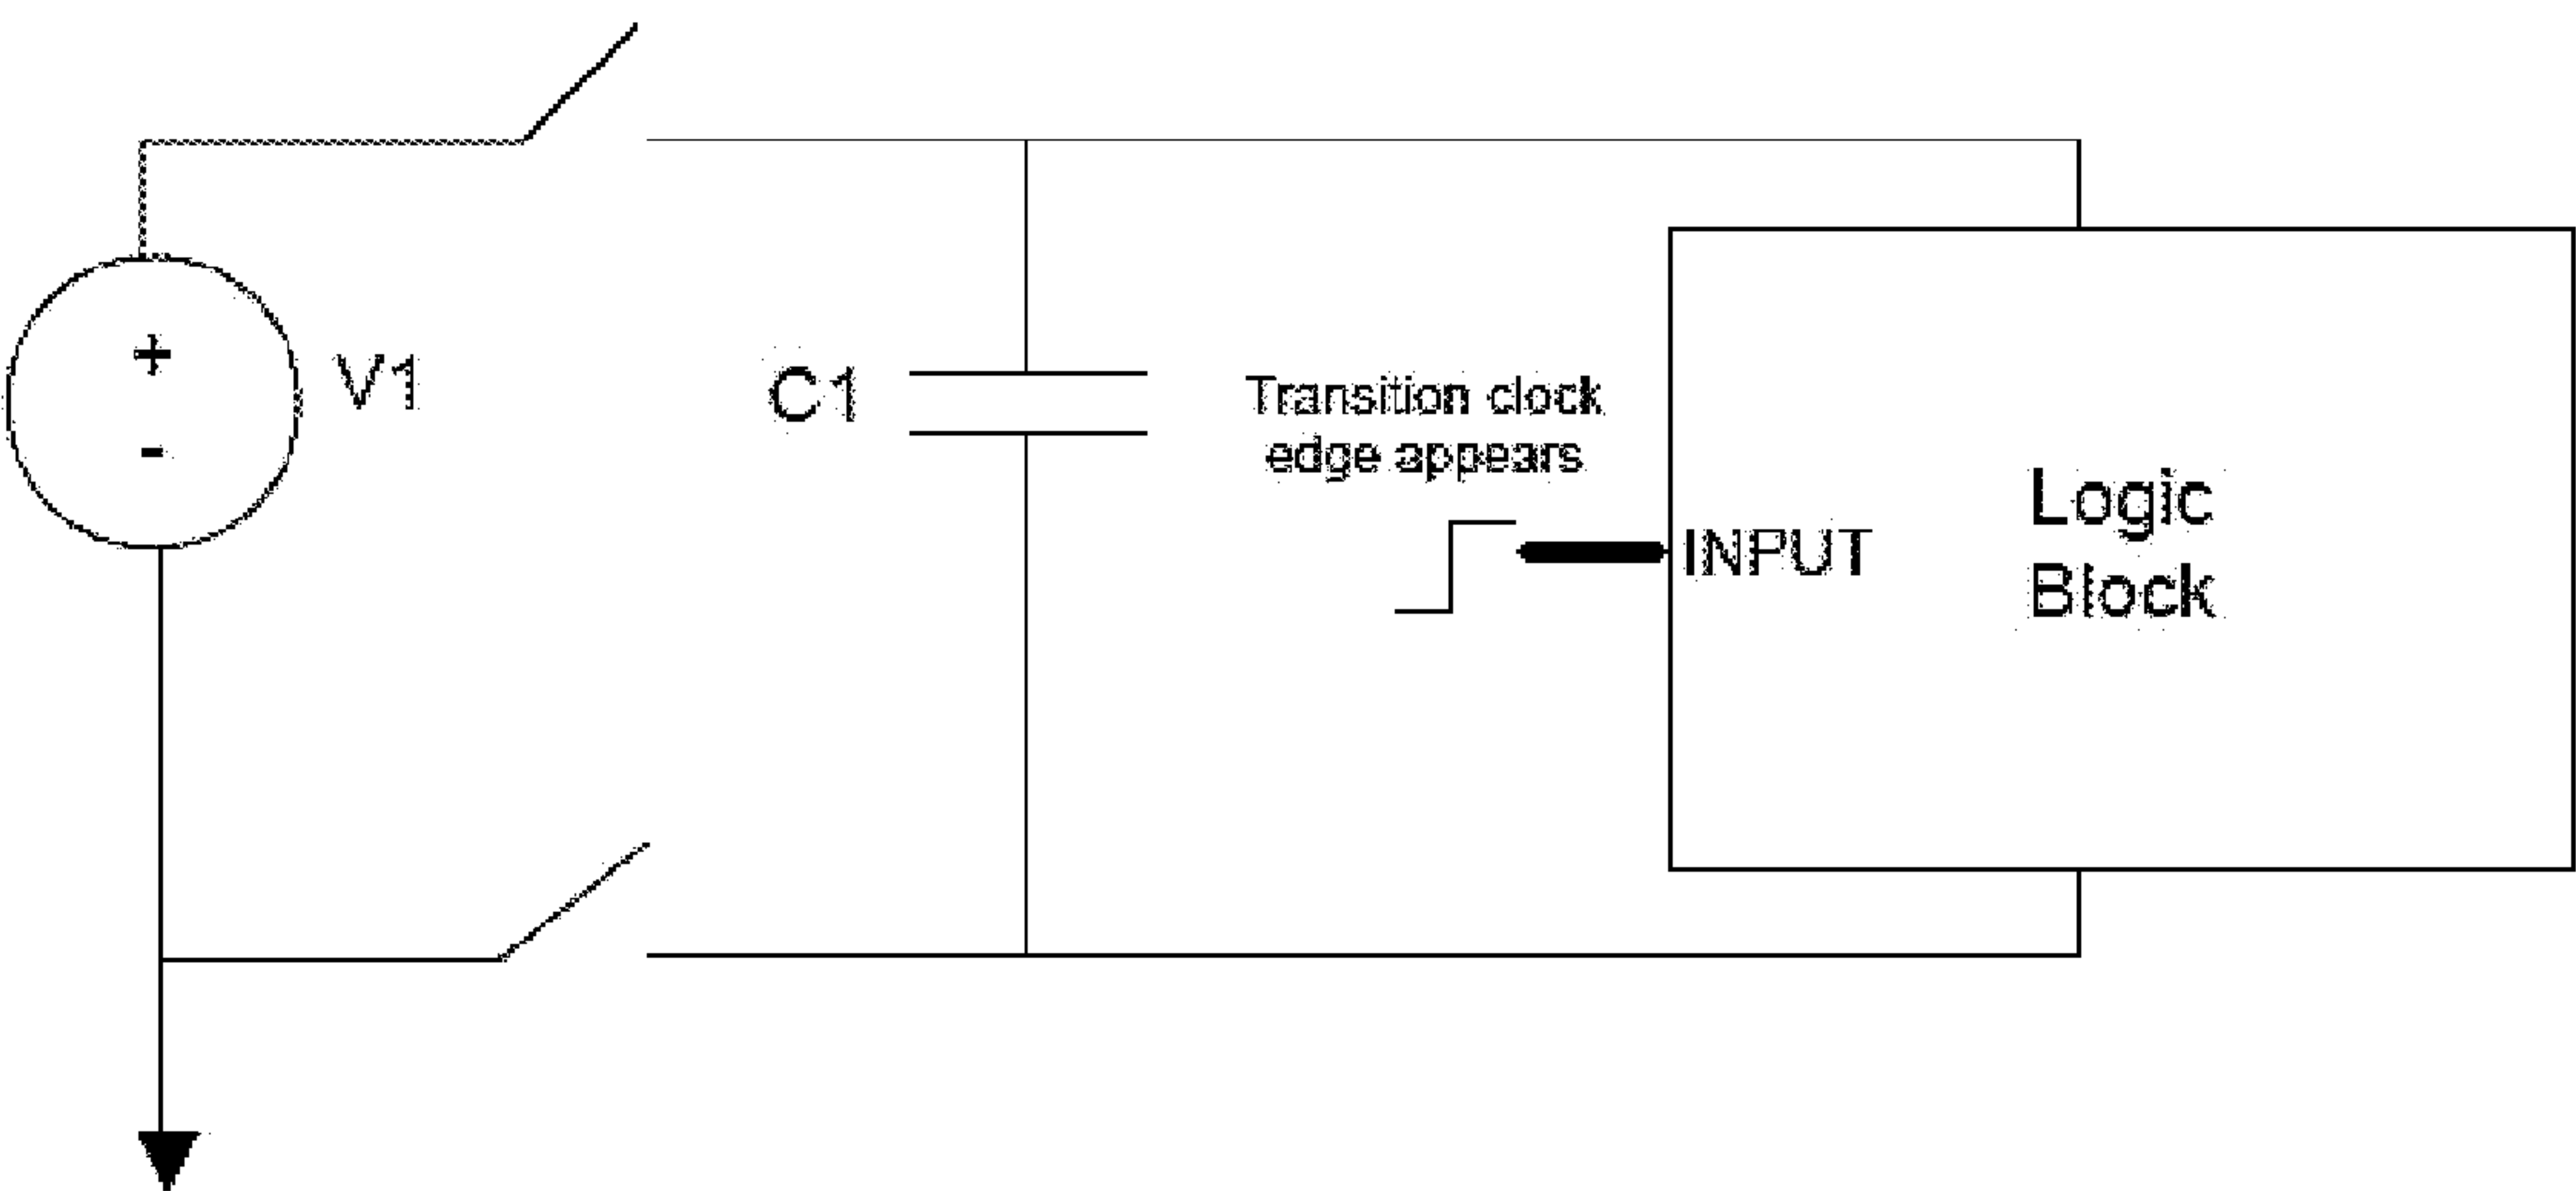 +
-
V1
C1
Transition clock
edge appears
INPUT
Logic
Block